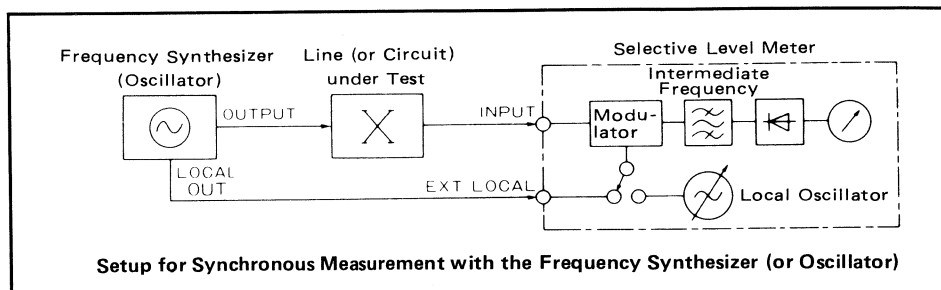 Frequency Synthesizer
(Oscillator)
Line (or Circuit)
under Test
Selective Level Meter
Intermediate
Frequency
OUTPUT
INPUT
Modu-
lator
LOCAL
OUT
EXT LOCAL
Local Oscillator
Setup for Synchronous Measurement with the Frequency Synthesizer (or Oscillator)